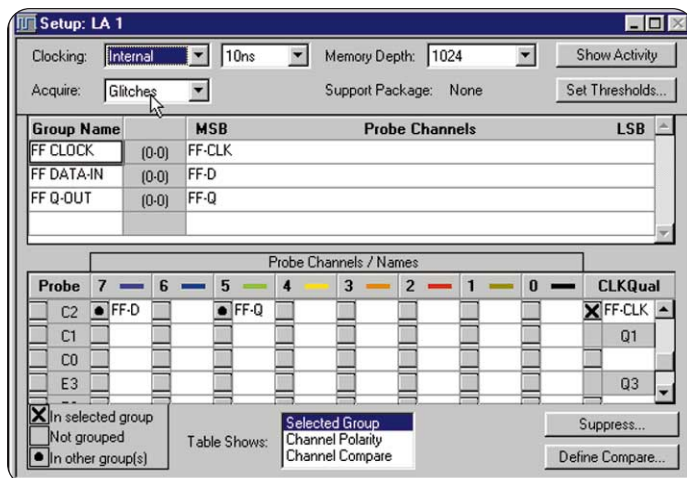 Setup: LA 1
Clocking: Internal 10ns Memory Depth: 1024 Show Activity
Acquire: Glitches Support Package: None Set Thresholds...
Group Name MSB Probe Channels LSB
FF CLOCK (0-0) FF-CLK
FF DATA-IN (0-0) FF-D
FF Q-OUT (0-0) FF-Q
Probe Channels / Names
Probe 7 6 5 4 3 2 1 0 CLKQual
C2 FF-D FF-Q FF-CLK
C1 Q1
C0
E3 Q3
In selected group
Not grouped
In other group(s)
Table Shows:
Selected Group
Channel Polarity
Channel Compare
Suppress...
Define Compare...